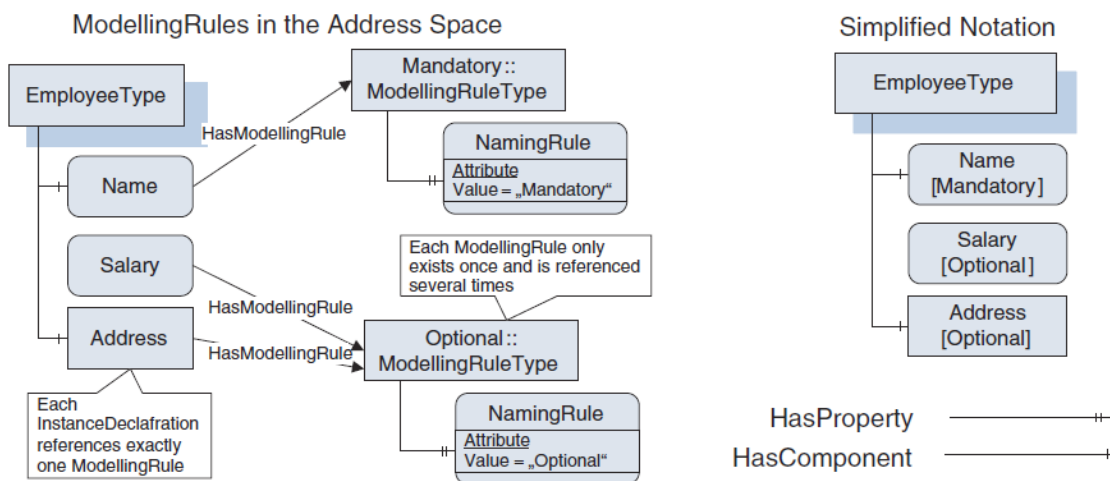 ModellingRules in the Address Space
EmployeeType
Mandatory::
ModellingRuleType
HasModellingRule
NamingRule
Attribute
Value = „Mandatory“
Name
Salary
Each ModellingRule only
exists once and is referenced
several times
HasModellingRule
Address
HasModellingRule
Optional::
ModellingRuleType
Each
InstanceDeclafration
references exactly
one ModellingRule
NamingRule
Attribute
Value = „Optional“
Simplified Notation
EmployeeType
Name
[Mandatory]
Salary
[Optional]
Address
[Optional]
HasProperty
HasComponent